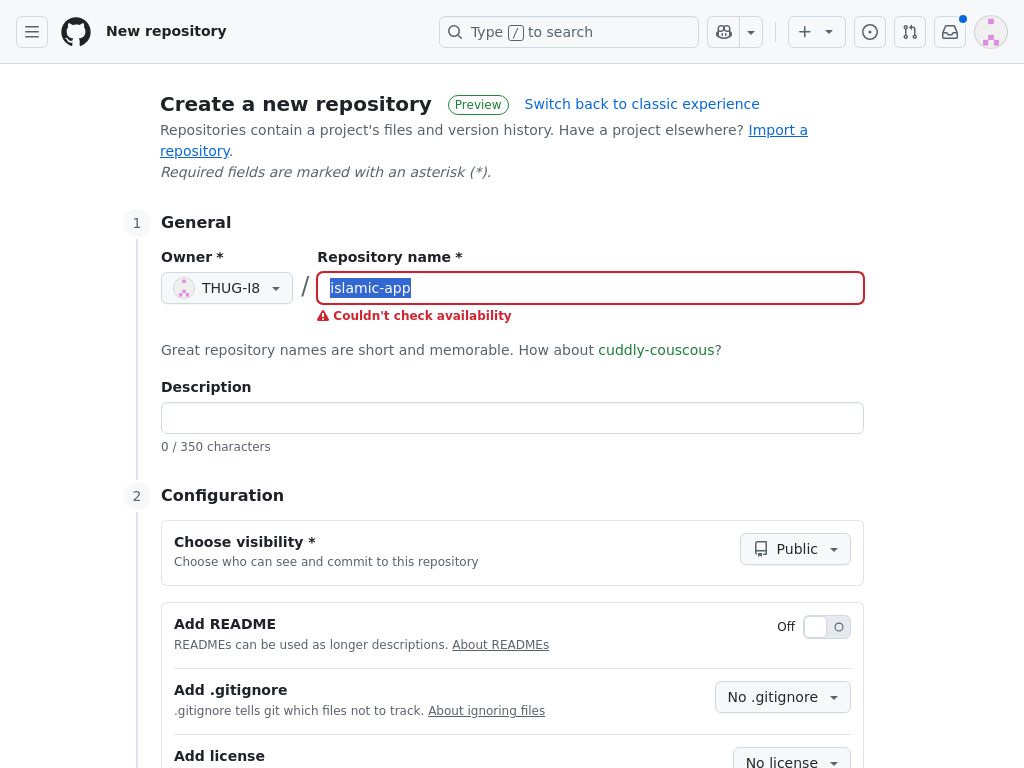 New repository
Type / to search
Create a new repository Preview Switch back to classic experience
Repositories contain a project's files and version history. Have a project elsewhere? Import a
repository.
Required fields are marked with an asterisk (*).
1 General
Owner * Repository name *
THUG-I8 / islamic-app
Couldn't check availability
Great repository names are short and memorable. How about cuddly-couscous?
Description
0 / 350 characters
2 Configuration
Choose visibility *
Choose who can see and commit to this repository
Public
Add README
READMEs can be used as longer descriptions. About READMEs
Off
Add .gitignore
.gitignore tells git which files not to track. About ignoring files
No .gitignore
Add license
No license